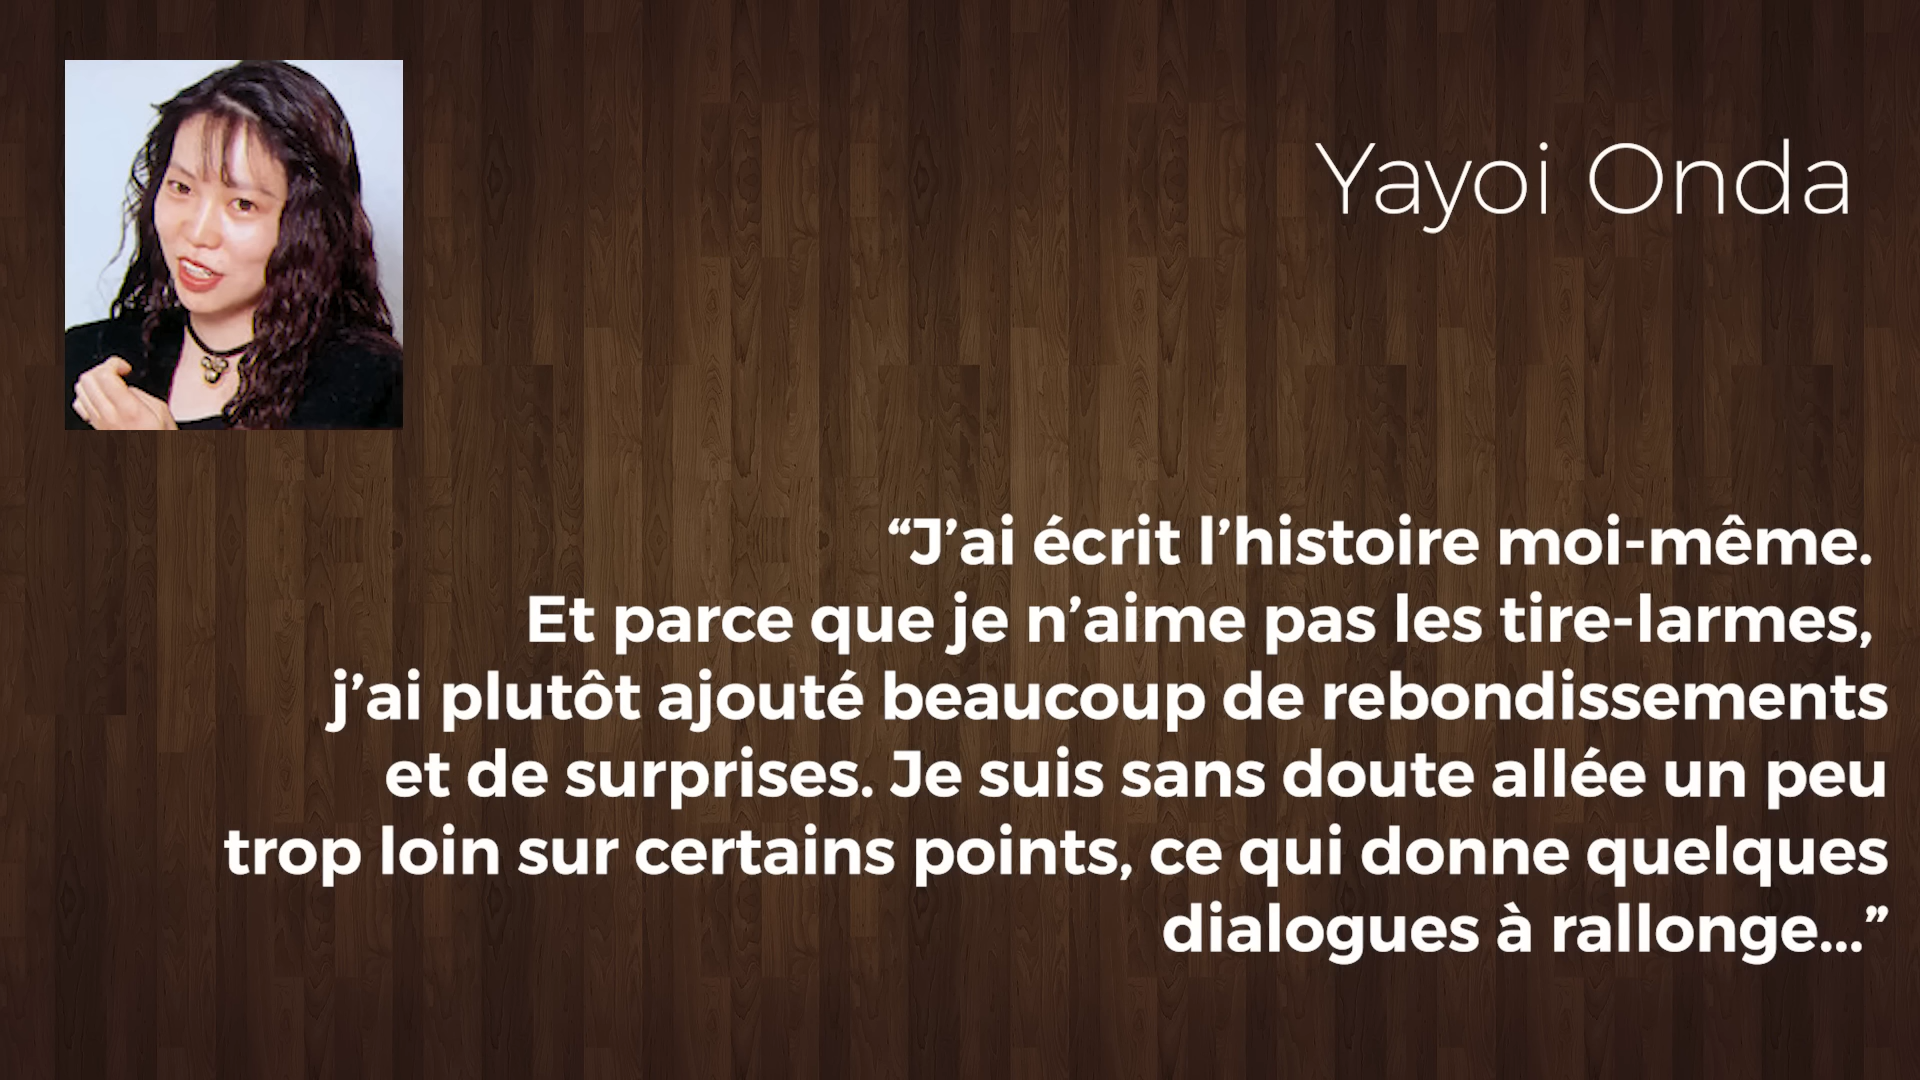 Yayoi Onda
“J’ai écrit l’histoire moi-même.
Et parce que je n’aime pas les tire-larmes,
j’ai plutôt ajouté beaucoup de rebondissements
et de surprises. Je suis sans doute allée un peu
trop loin sur certains points, ce qui donne quelques
dialogues à rallonge...”